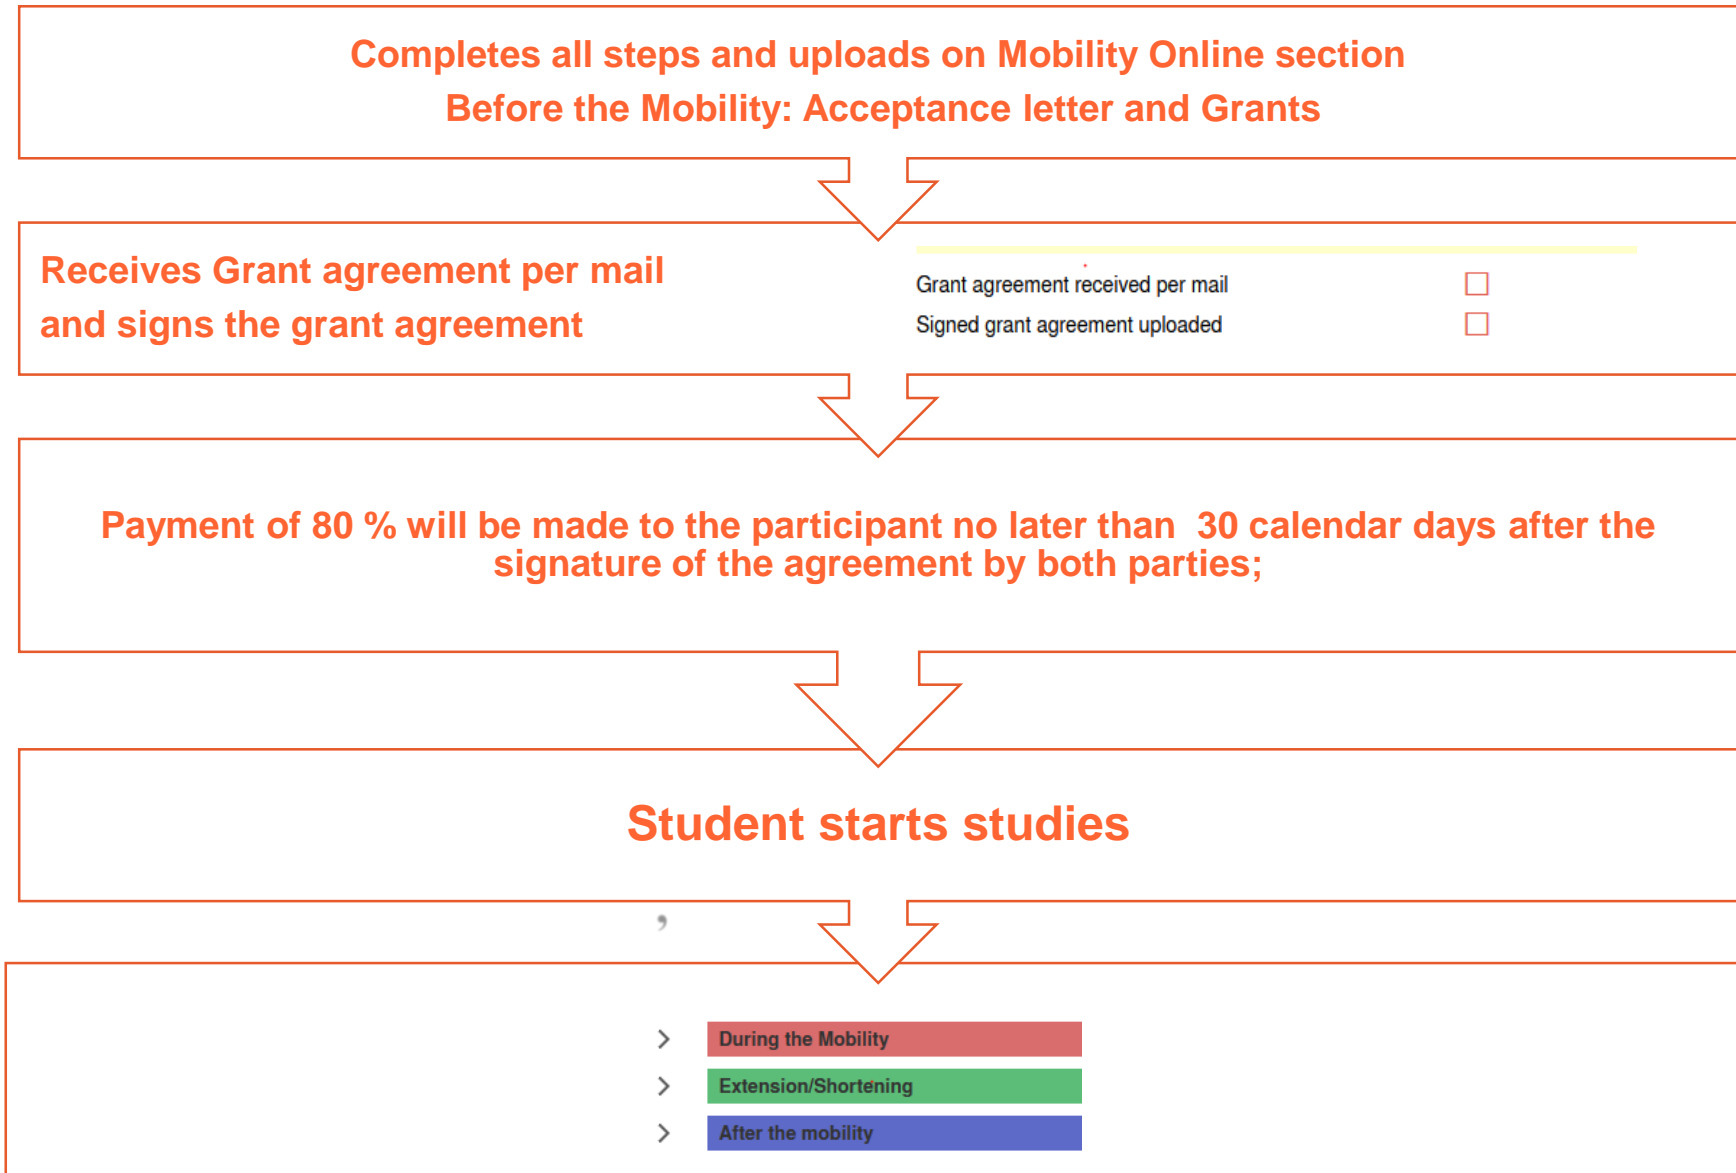 Completes all steps and uploads on Mobility Online section
Before the Mobility: Acceptance letter and Grants
Receives Grant agreement per mail
and signs the grant agreement
Grant agreement received per mail
Signed grant agreement uploaded
Payment of 80 % will be made to the participant no later than  30 calendar days after the
signature of the agreement by both parties;
Student starts studies
,
During the Mobility
Extension/Shortening
After the mobility